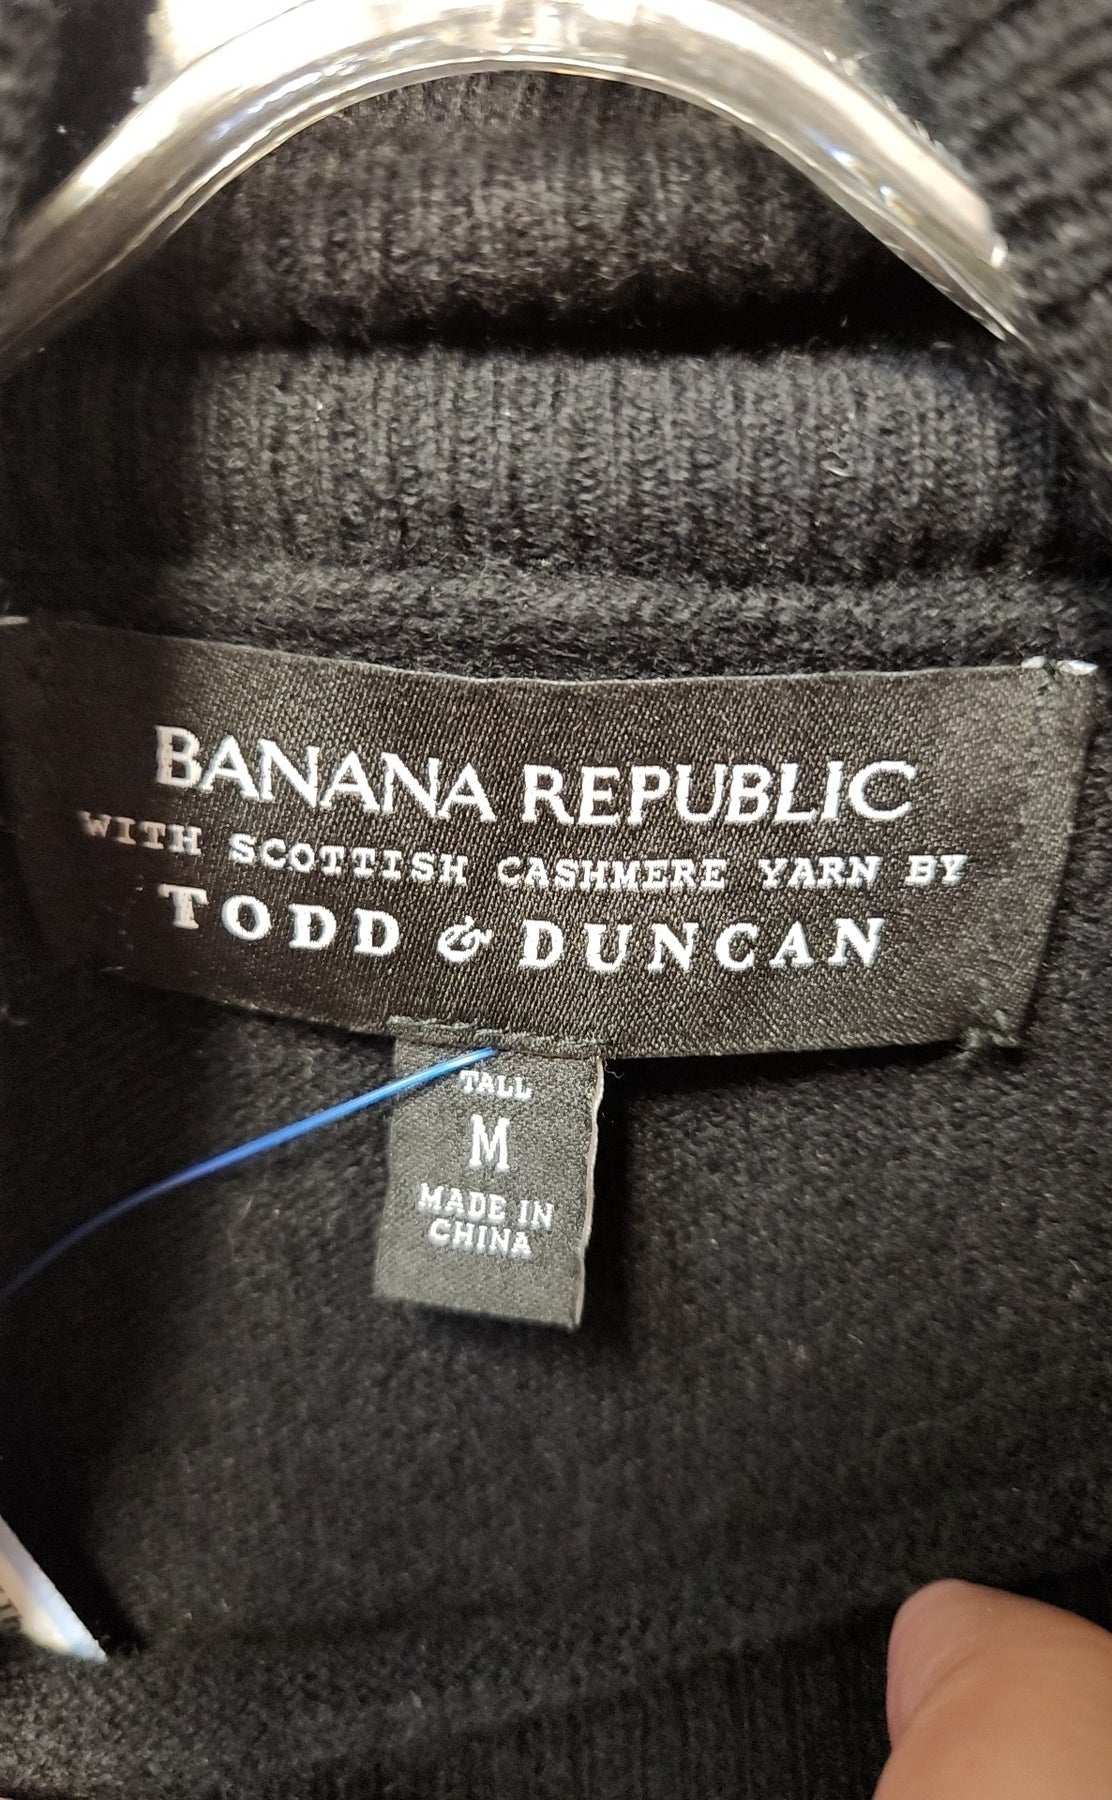 BANANA REPUBLIC
WITH SCOTTISH CASHMERE YARN BY
TODD & DUNCAN
TALL
M
MADE IN
CHINA